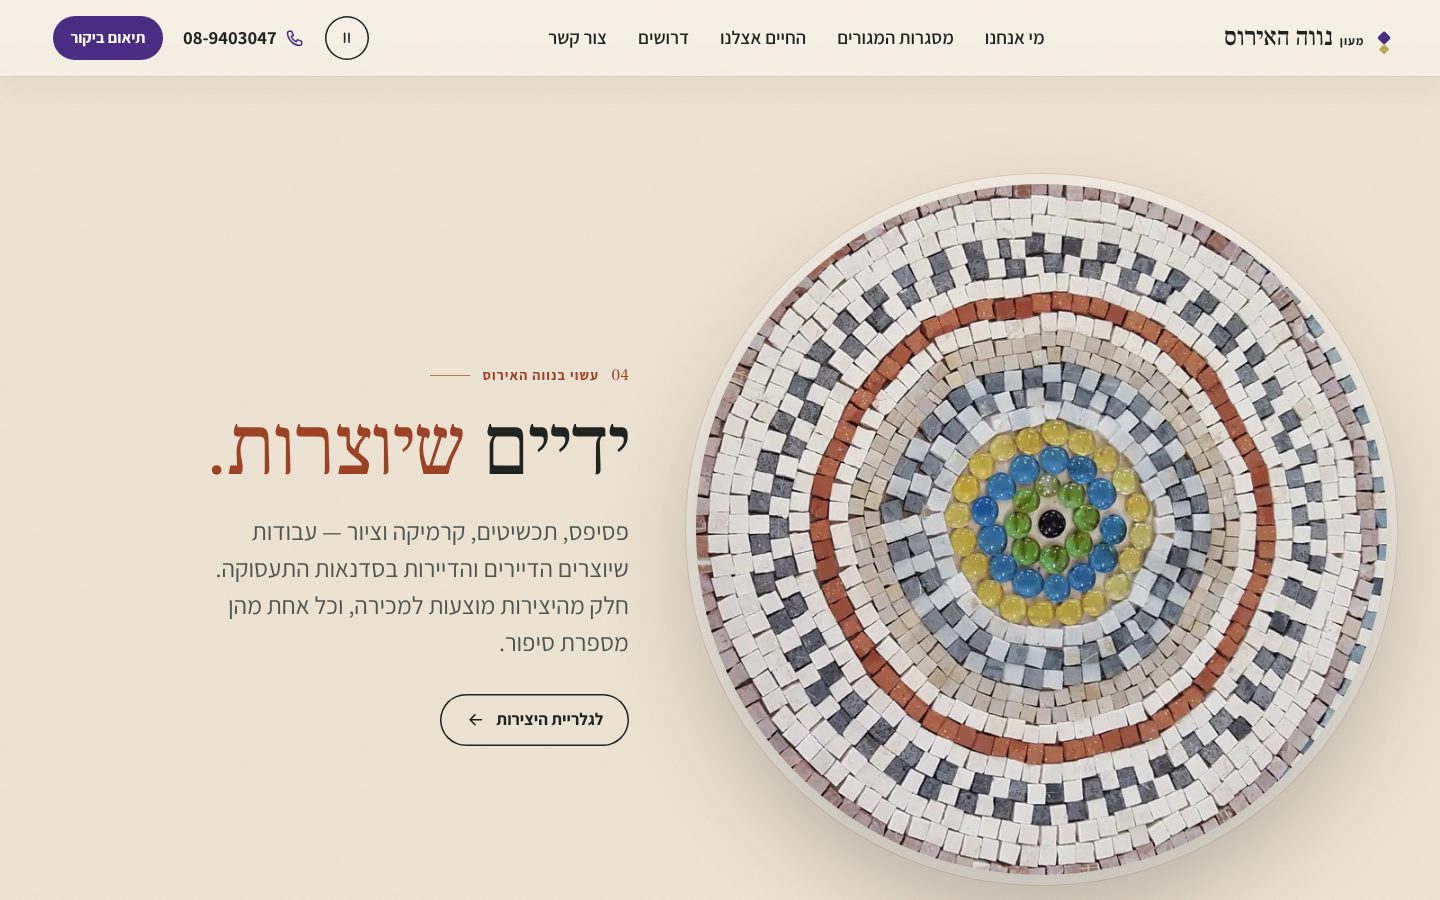 מעון נווה האירוס
מי אנחנו
מסגרות המגורים
החיים אצלנו
דרושים
צור קשר
08-9403047
תיאום ביקור
04 עשוי בנווה האירוס
ידיים שיוצרות.
פסיפס, תכשיטים, קרמיקה וציור — עבודות
שיוצרים הדיירים והדיירות בסדנאות התעסוקה.
חלק מהיצירות מוצעות למכירה, וכל אחת מהן
מספרת סיפור.
לגלריית היצירות ←